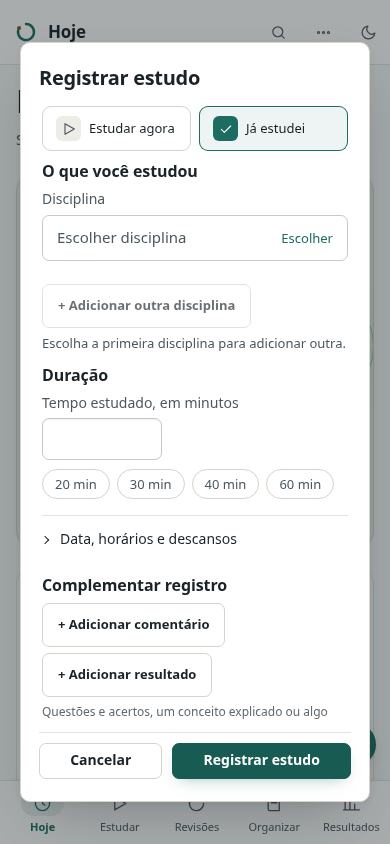 Hoje
Registrar estudo
Estudar agora
Já estudei
O que você estudou
Disciplina
Escolher disciplina
Escolher
+ Adicionar outra disciplina
Escolha a primeira disciplina para adicionar outra.
Duração
Tempo estudado, em minutos
20 min
30 min
40 min
60 min
Data, horários e descansos
Complementar registro
+ Adicionar comentário
+ Adicionar resultado
Questões e acertos, um conceito explicado ou algo
Cancelar
Registrar estudo
Hoje
Estudar
Revisões
Organizar
Resultados